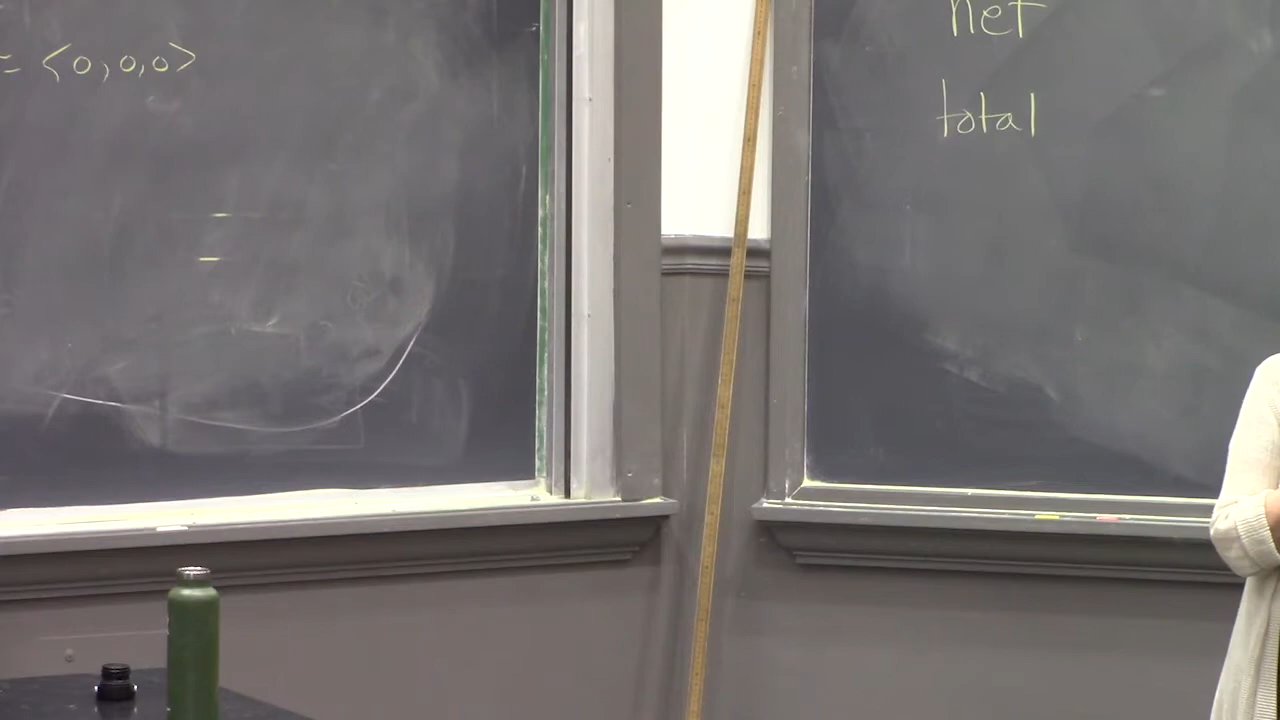 = <0,0,0>
net
total